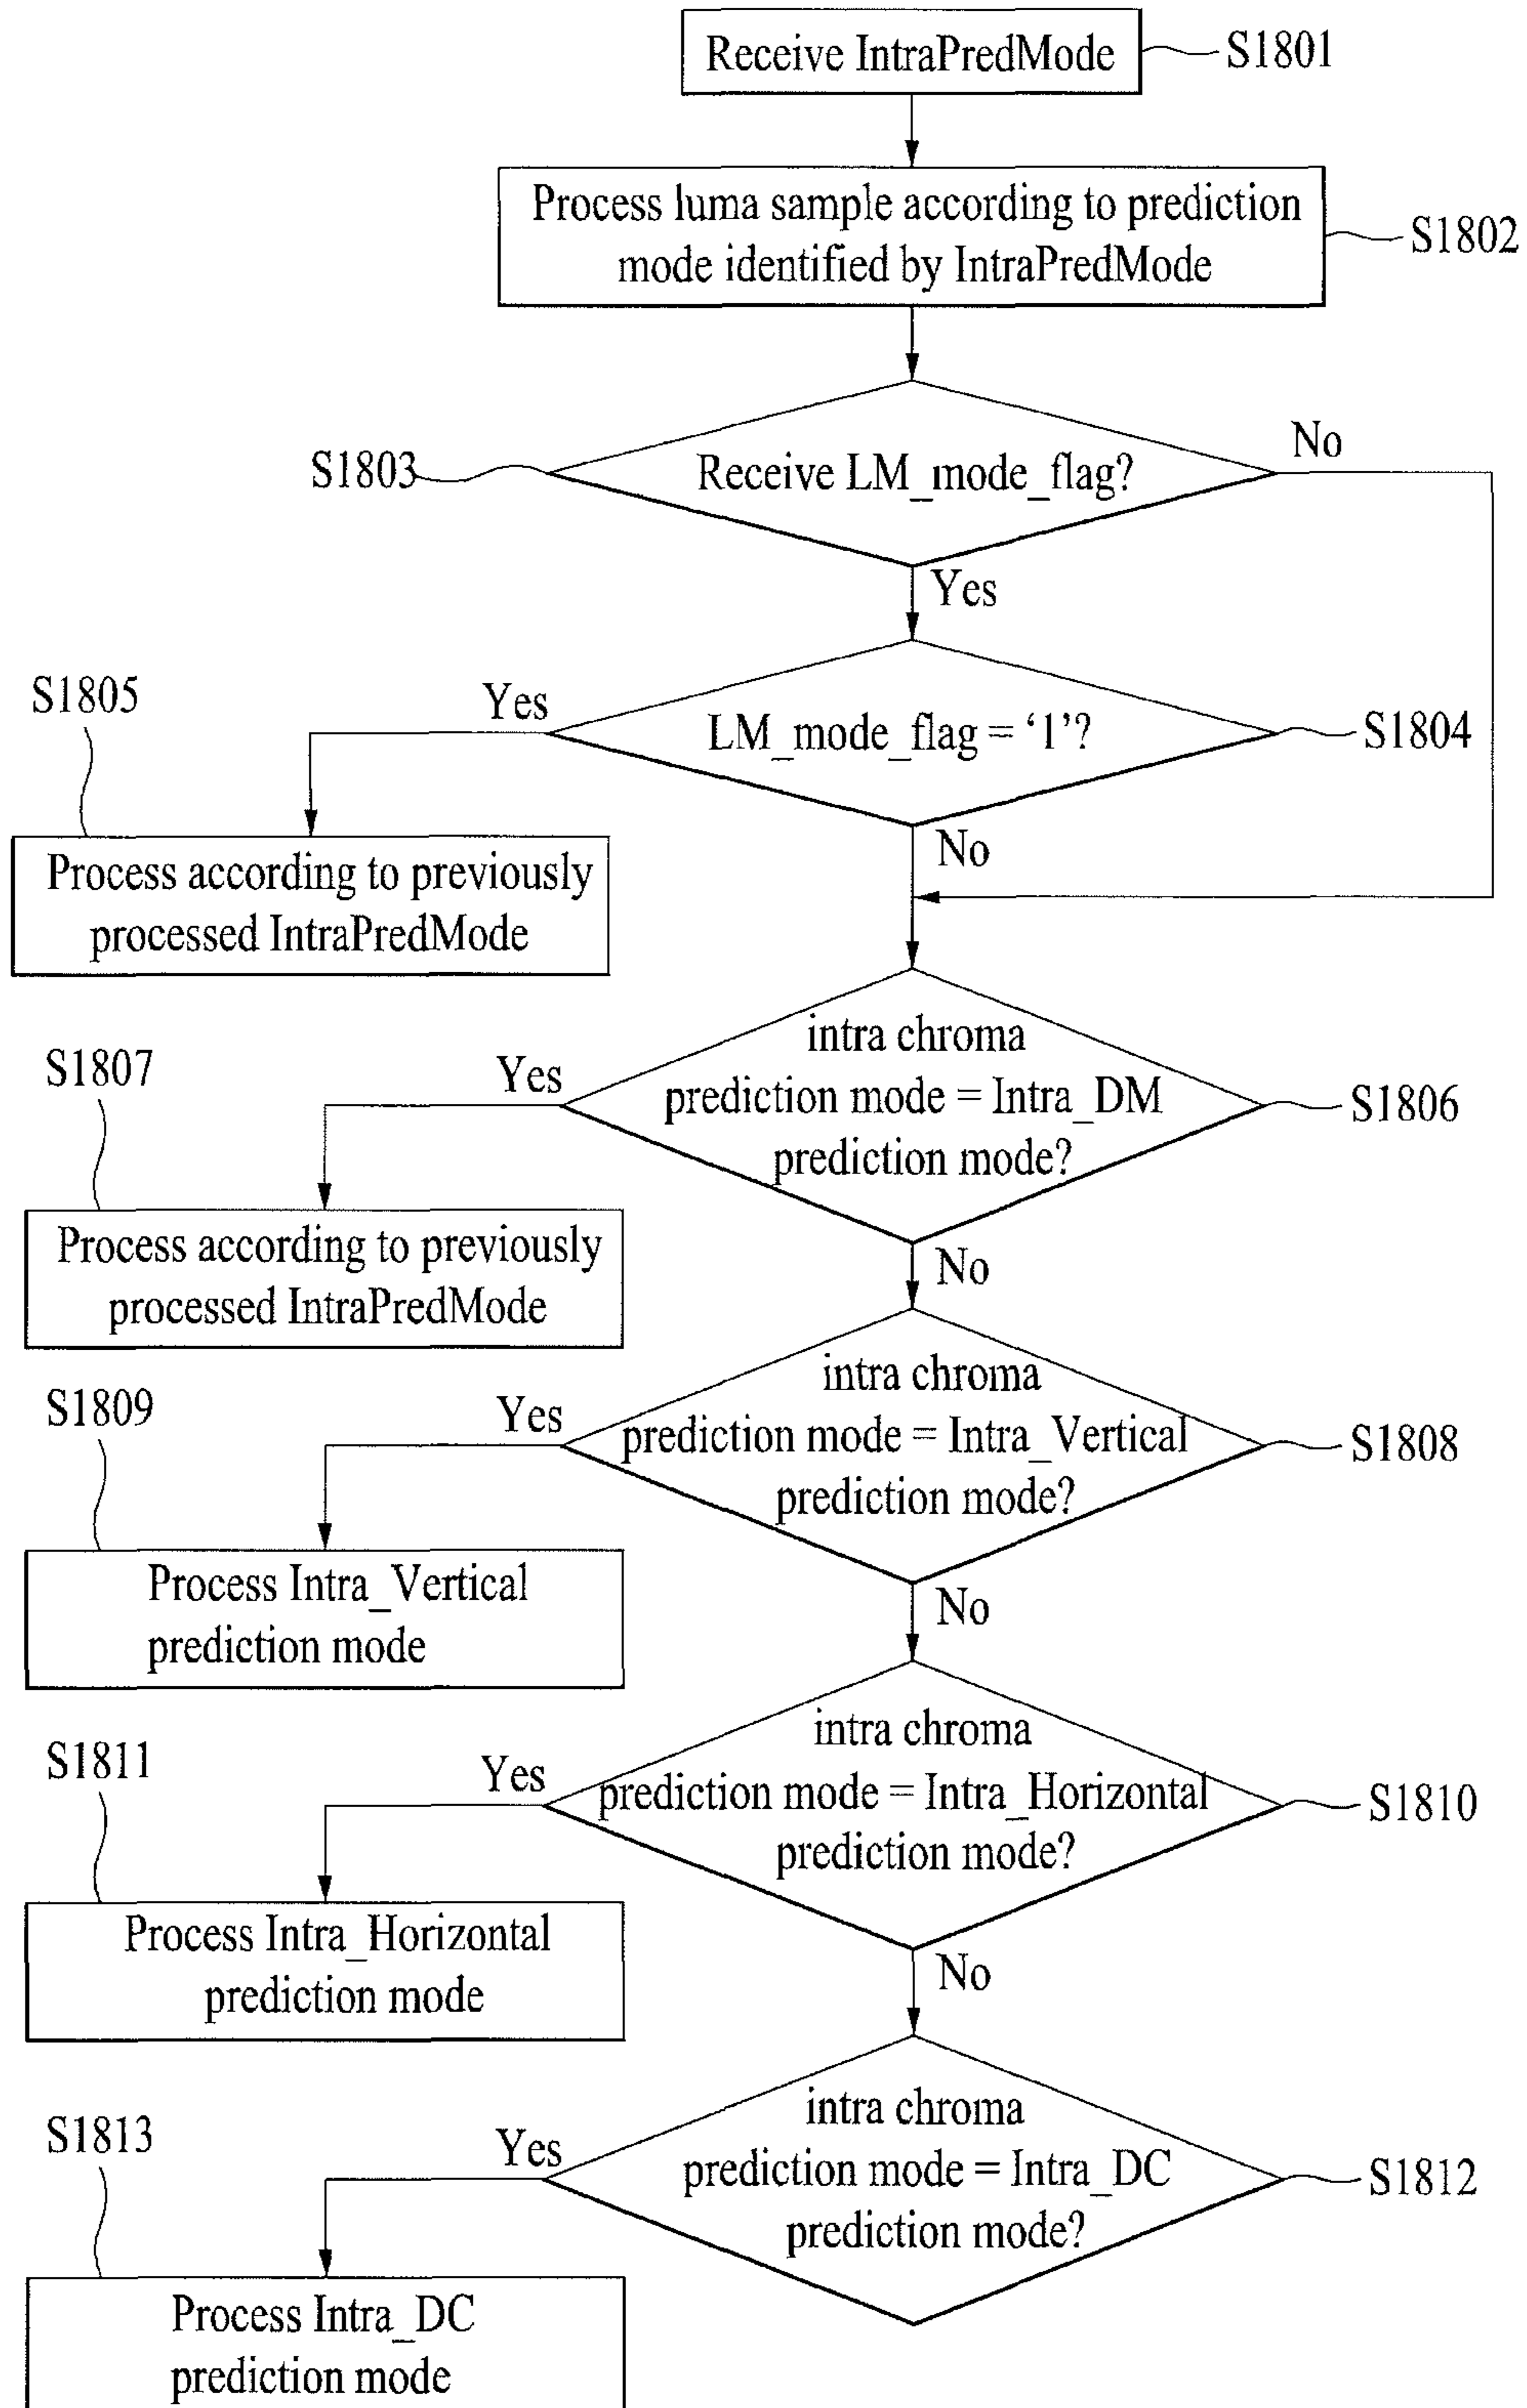 Receive IntraPredMode
S1801
Process luma sample according to prediction
mode identified by IntraPredMode
S1802
S1803
Receive LM_mode_flag?
No
Yes
S1805
Yes
LM_mode_flag = ‘1’?
S1804
No
Process according to previously
processed IntraPredMode
S1807
Yes
intra chroma
prediction mode = Intra_DM
prediction mode?
S1806
No
Process according to previously
processed IntraPredMode
S1809
Yes
intra chroma
prediction mode = Intra_Vertical
prediction mode?
S1808
No
Process Intra_Vertical
prediction mode
S1811
Yes
intra chroma
prediction mode = Intra_Horizontal
prediction mode?
S1810
No
Process Intra_Horizontal
prediction mode
S1813
Yes
intra chroma
prediction mode = Intra_DC
prediction mode?
S1812
Process Intra_DC
prediction mode